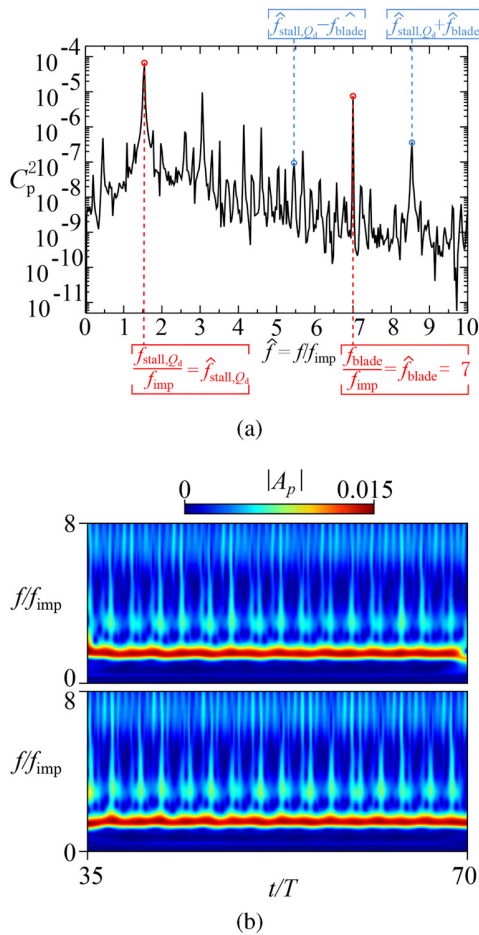 f̂stall,Qd−f̂blade f̂stall,Qd+f̂blade
10-4
10-5
10-6
Cp2 10-7
10-8
10-9
10-10
10-11
0 1 2 3 4 5 6 7 8 9 10
f̂ = f/fimp
fstall,Qd/fimp = f̂stall,Qd fblade/fimp = f̂blade = 7
(a)
|Ap|
0 0.015
8
f/fimp
0
8
f/fimp
0
35 70
t/T
(b)